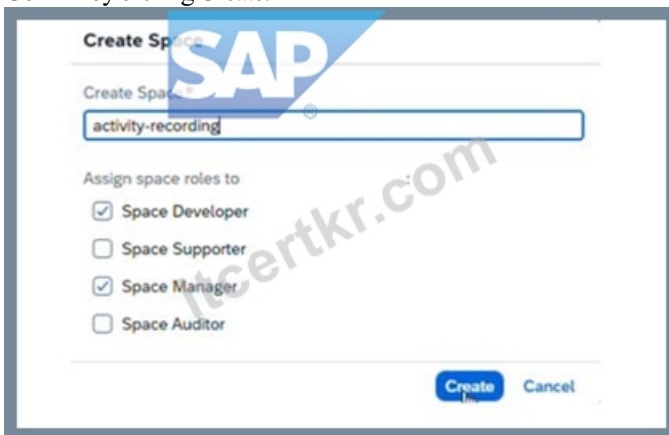 Create Space
SAP
®
Create Space*
activity-recording
Assign space roles to
Space Developer
Space Supporter
Space Manager
Space Auditor
itcertkr.com
Create Cancel